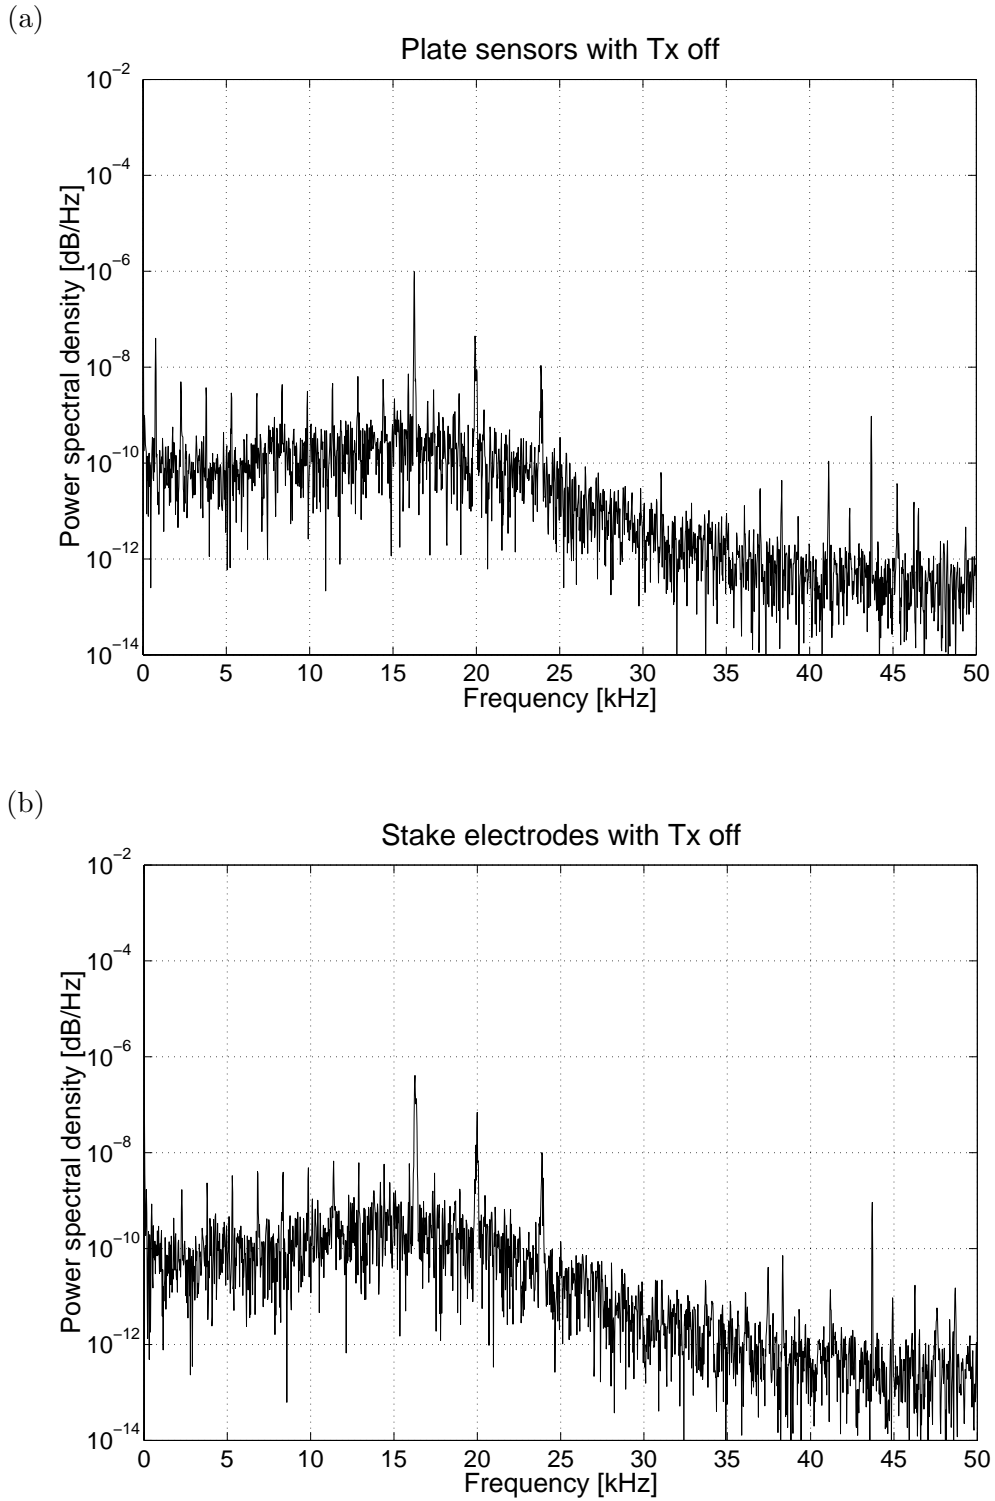 (a)
Plate sensors with Tx off
Power spectral density [dB/Hz]
10−2
10−4
10−6
10−8
10−10
10−12
10−14
0 5 10 15 20 25 30 35 40 45 50
Frequency [kHz]
(b)
Stake electrodes with Tx off
Power spectral density [dB/Hz]
10−2
10−4
10−6
10−8
10−10
10−12
10−14
0 5 10 15 20 25 30 35 40 45 50
Frequency [kHz]